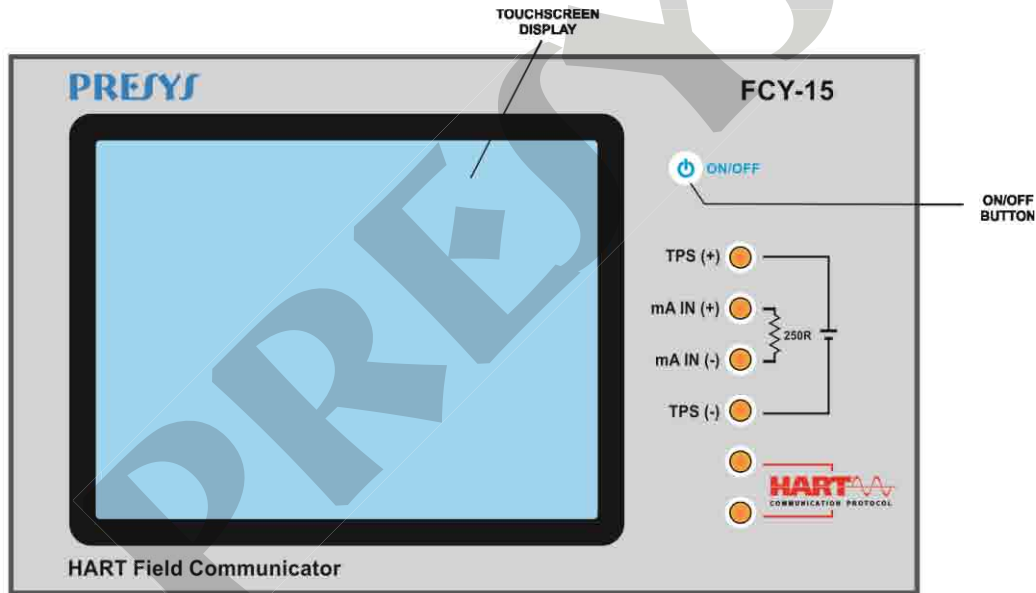 TOUCHSCREEN
DISPLAY
PRESYS
FCY-15
ON/OFF
ON/OFF
BUTTON
TPS (+)
mA IN (+)
250R
mA IN (-)
TPS (-)
HART
COMMUNICATION PROTOCOL
HART Field Communicator
PRESYS